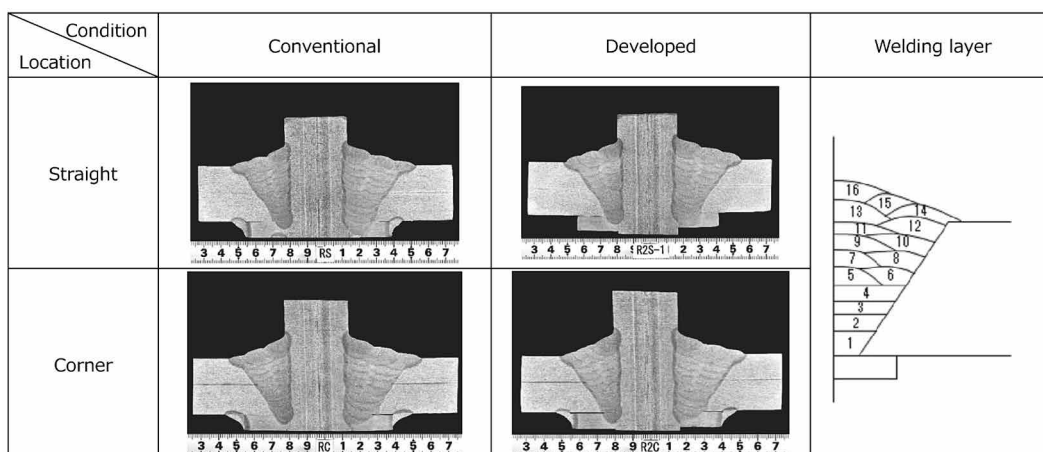 Condition
Location
Conventional
Developed
Welding layer
Straight
3 4 5 6 7 8 9 RS 1 2 3 4 5 6 7
3 4 5 6 7 8 R2S-1 2 3 4 5 6 7
Corner
3 4 5 6 7 8 9 RC 1 2 3 4 5 6 7
3 4 5 6 7 8 9 R2C 1 2 3 4 5 6 7
16
15
14
13
12
11
10
9
8
7
6
5
4
3
2
1